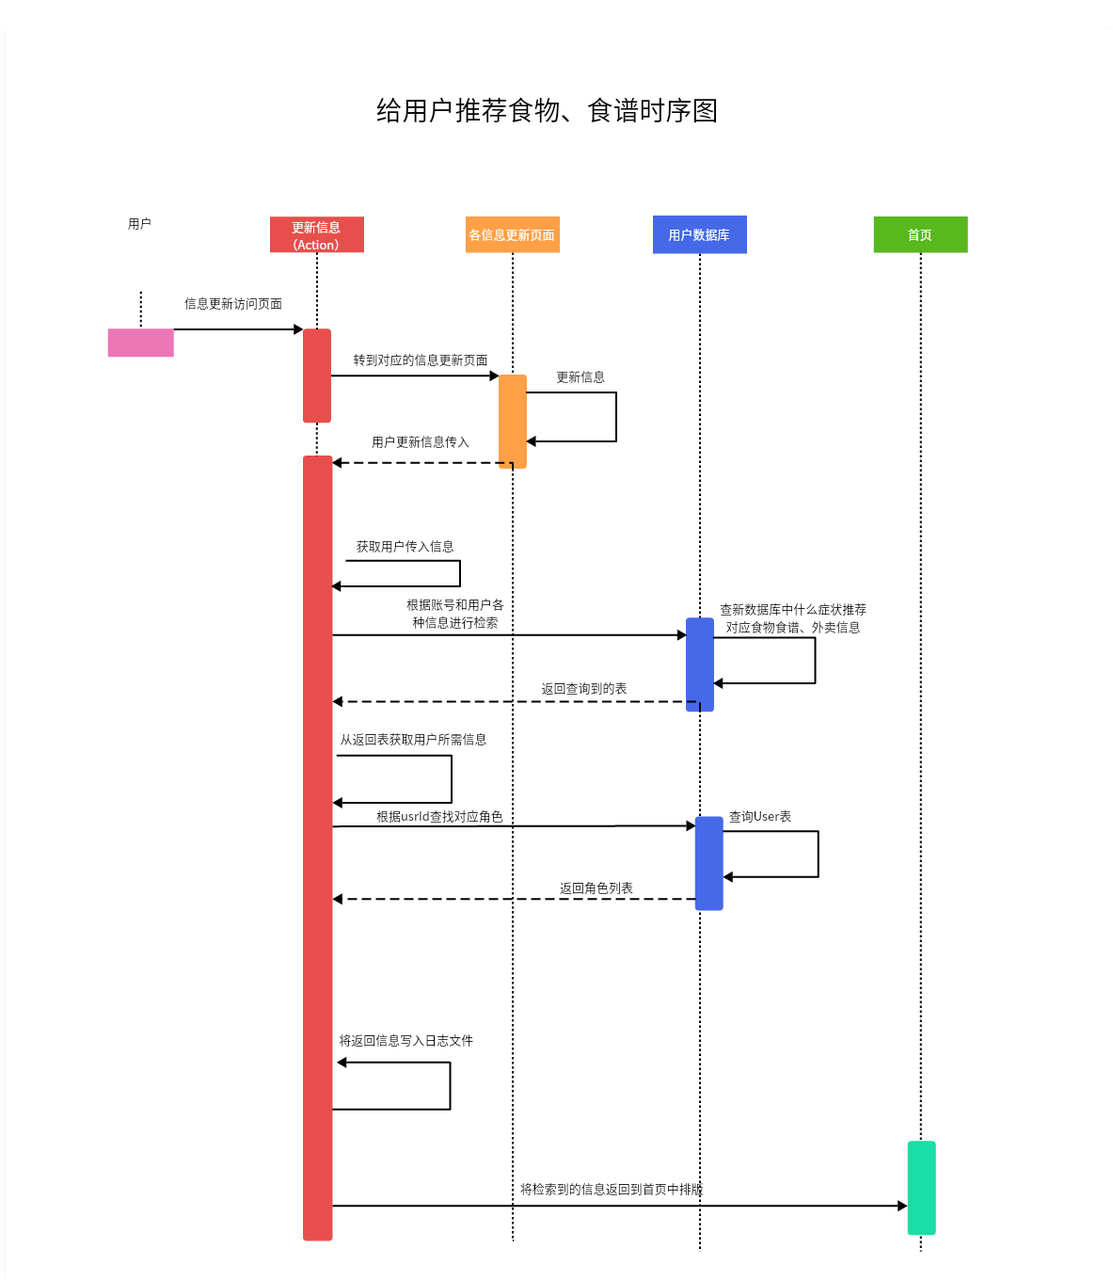 给用户推荐食物、食谱时序图
用户
更新信息
（Action）
各信息更新页面
用户数据库
首页
信息更新访问页面
转到对应的信息更新页面
更新信息
用户更新信息传入
获取用户传入信息
根据账号和用户各
种信息进行检索
查新数据库中什么症状推荐
对应食物食谱、外卖信息
返回查询到的表
从返回表获取用户所需信息
根据usrId查找对应角色
查询User表
返回角色列表
将返回信息写入日志文件
将检索到的信息返回到首页中排版